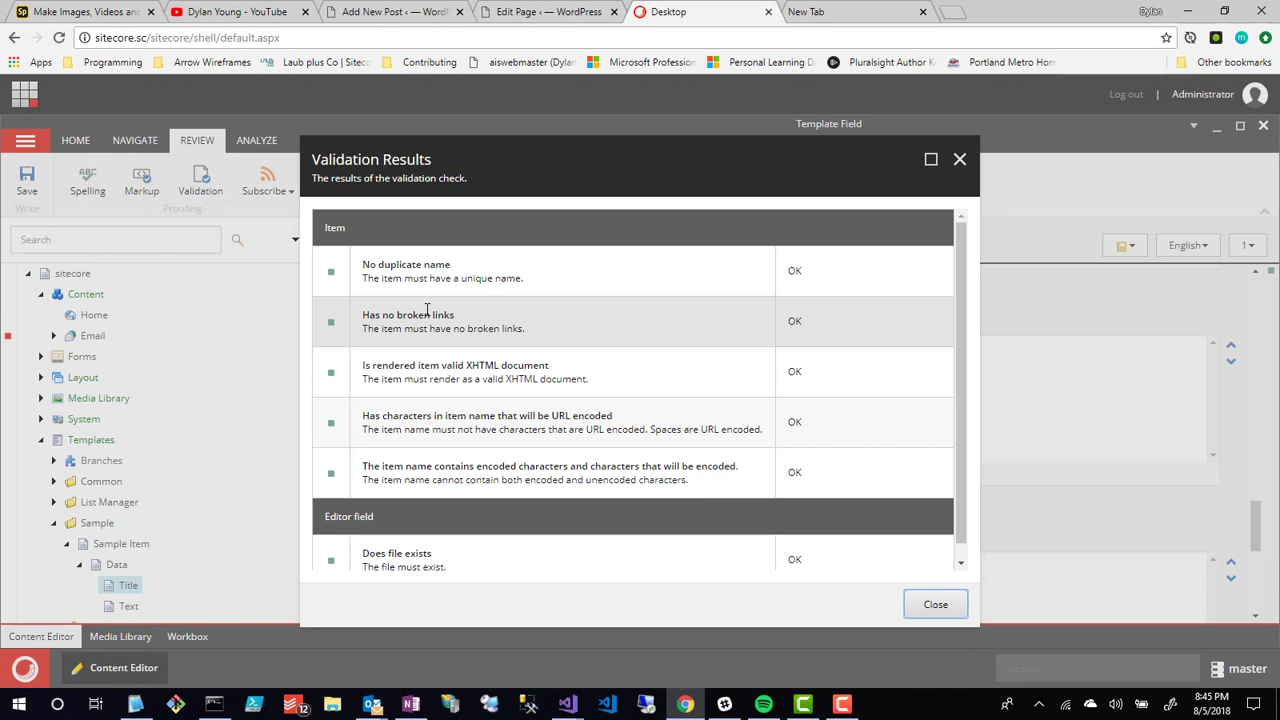 Sp Make Images, Videos and
Dylan Young - YouTube
Add New Post ‹ — WordP
Edit Page ‹ — WordPress
Desktop
New Tab
Dylan
sitecore.sc/sitecore/shell/default.aspx
Apps
Programming
Arrow Wireframes
Laub plus Co | Sitec
Contributing
aiswebmaster (Dyla
Microsoft Profession
Personal Learning D
Pluralsight Author K
Portland Metro Hom
Other bookmarks
Log out | Administrator
Template Field
HOME
NAVIGATE
REVIEW
ANALYZE
Save
ABC
Spelling
Markup
Validation
Subscribe
Write
Proofing
Search
English
1
sitecore
Content
Home
Email
Forms
Layout
Media Library
System
Templates
Branches
Common
List Manager
Sample
Sample Item
Data
Title
Text
Validation Results
The results of the validation check.
Item
No duplicate name
The item must have a unique name.
OK
Has no broken links
The item must have no broken links.
OK
Is rendered item valid XHTML document
The item must render as a valid XHTML document.
OK
Has characters in item name that will be URL encoded
The item name must not have characters that are URL encoded. Spaces are URL encoded.
OK
The item name contains encoded characters and characters that will be encoded.
The item name cannot contain both encoded and unencoded characters.
OK
Editor field
Does file exists
The file must exist.
OK
Close
Content Editor
Media Library
Workbox
Content Editor
Search
master
12
8:45 PM
8/5/2018